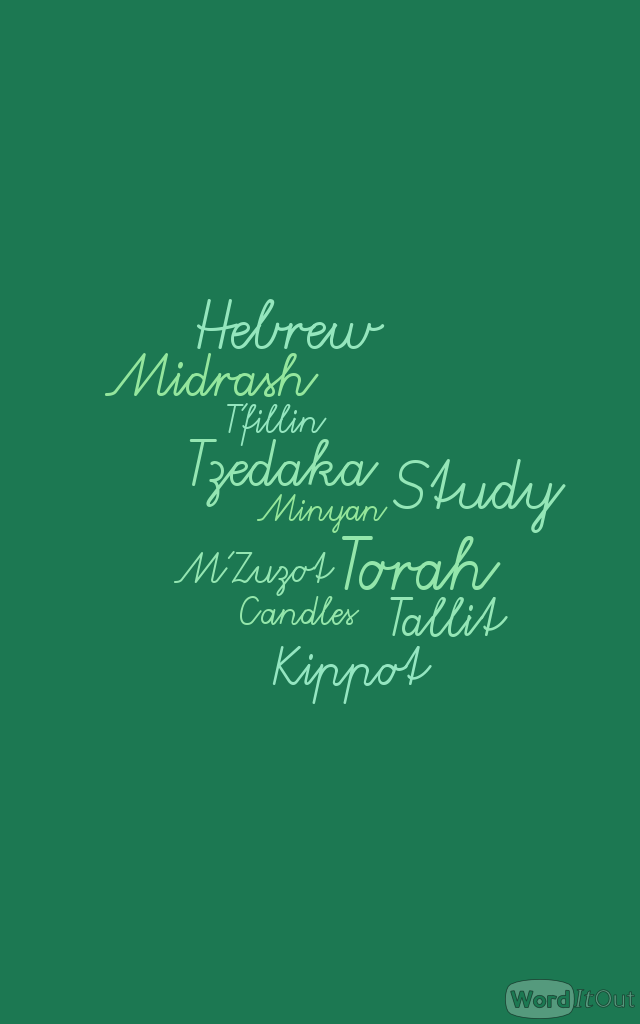 Hebrew
Midrash
T'fillin
Tzedaka
Study
Minyan
M'Zuzot
Torah
Candles
Tallit
Kippot
WordItOut